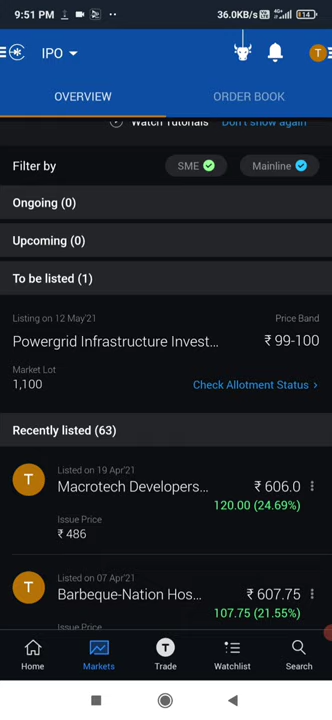 9:51 PM
36.0KB/s
14
IPO
T
OVERVIEW
ORDER BOOK
Watch Tutorials
Don't show again
Filter by
SME
Mainline
Ongoing (0)
Upcoming (0)
To be listed (1)
Listing on 12 May'21
Price Band
Powergrid Infrastructure Invest...
₹ 99-100
Market Lot
1,100
Check Allotment Status
Recently listed (63)
T
Listed on 19 Apr'21
Macrotech Developers...
₹ 606.0
120.00 (24.69%)
Issue Price
₹ 486
T
Listed on 07 Apr'21
Barbeque-Nation Hos...
₹ 607.75
107.75 (21.55%)
Issue Price
T
Home
Markets
Trade
Watchlist
Search